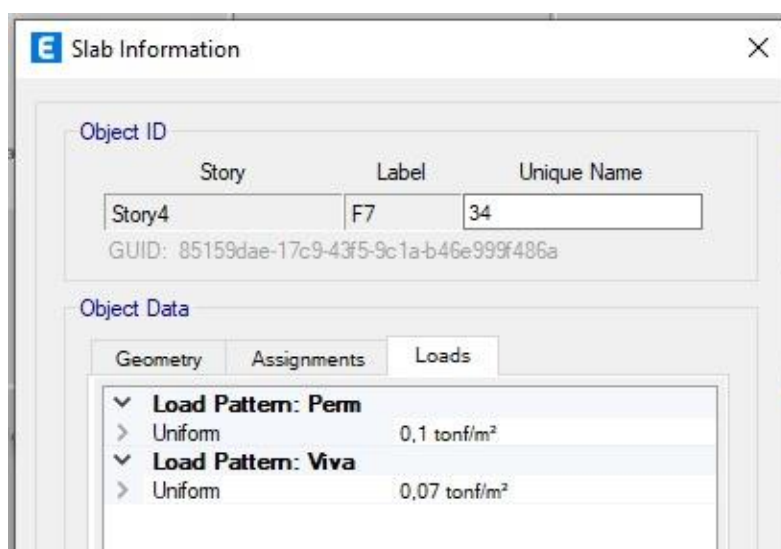 E Slab Information
Object ID
Story Label Unique Name
Story4 F7 34
GUID: 85159dae-17c9-43f5-9c1a-b46e999f486a
Object Data
Geometry Assignments Loads
Load Pattern: Perm
Uniform 0,1 tonf/m²
Load Pattern: Viva
Uniform 0,07 tonf/m²